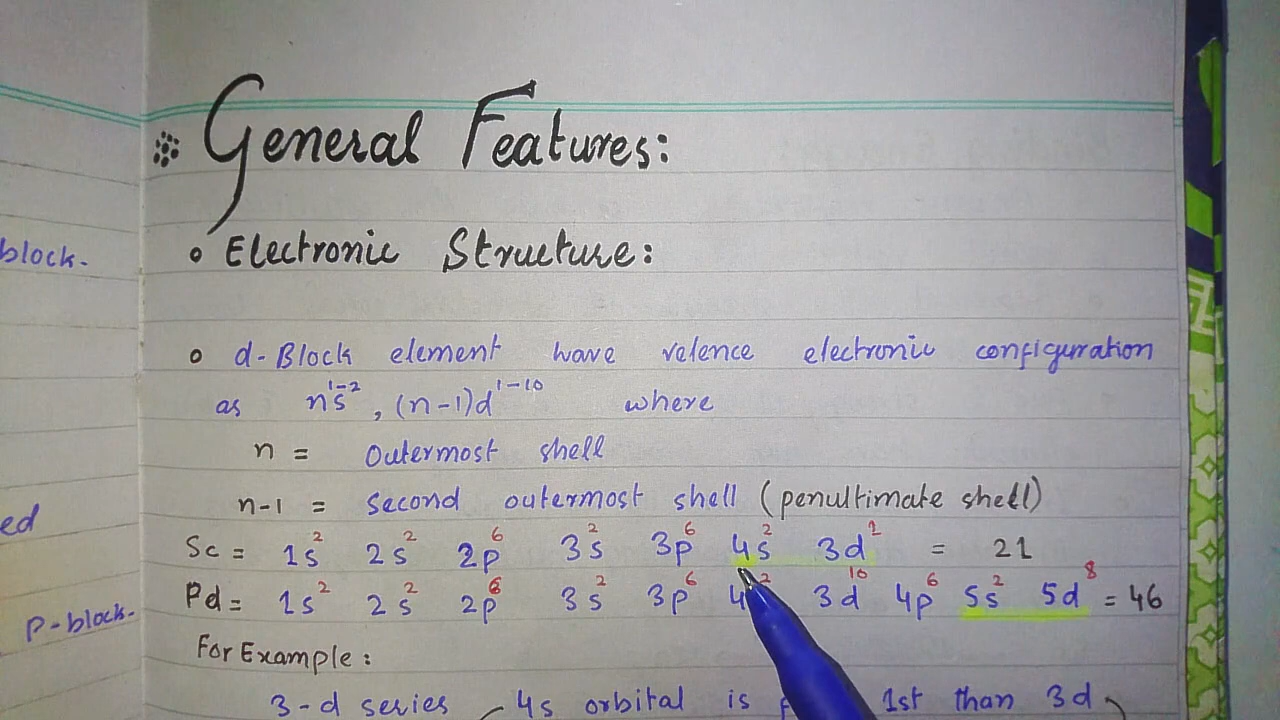 General Features:
Electronic Structure:
block.
d-Block element have valence electronic configuration
as ns¹⁻², (n-1)d¹⁻¹⁰ where
n = Outermost shell
n-1 = second outermost shell (penultimate shell)
ed
Sc = 1s² 2s² 2p⁶ 3s² 3p⁶ 4s² 3d¹ = 21
Pd = 1s² 2s² 2p⁶ 3s² 3p⁶ 4s² 3d¹⁰ 4p⁶ 5s² 5d⁸ = 46
P-block.
For Example:
3-d series 4s orbital is 1st than 3d